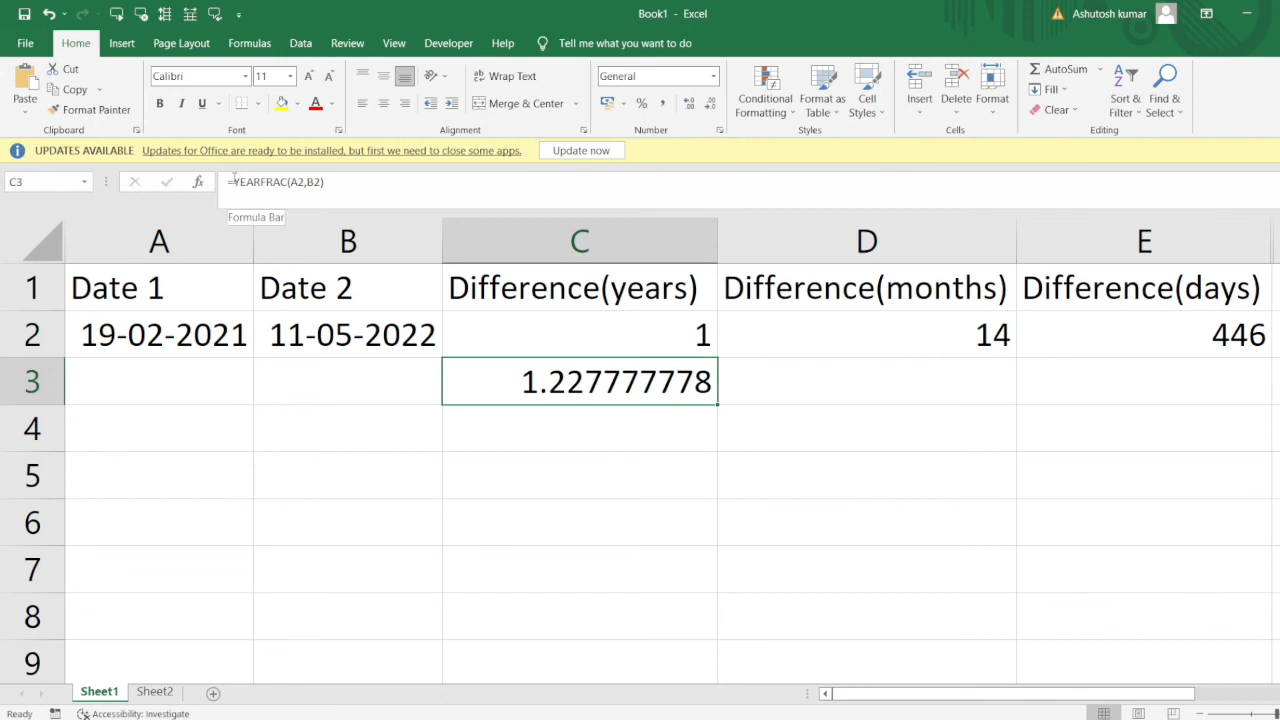 Book1 - Excel
Ashutosh kumar
File Home Insert Page Layout Formulas Data Review View Developer Help Tell me what you want to do
Paste
Cut
Copy
Format Painter
Clipboard
Calibri 11
B I U
Font
Wrap Text
Merge & Center
Alignment
General
Number
Conditional Formatting
Format as Table
Cell Styles
Styles
Insert Delete Format
Cells
AutoSum
Fill
Clear
Sort & Filter
Find & Select
Editing
UPDATES AVAILABLE Updates for Office are ready to be installed, but first we need to close some apps. Update now
C3 fx =YEARFRAC(A2,B2)
Formula Bar
A B C D E
1 Date 1 Date 2 Difference(years) Difference(months) Difference(days)
2 19-02-2021 11-05-2022 1 14 446
3 1.227777778
4
5
6
7
8
9
Sheet1 Sheet2
Ready Accessibility: Investigate